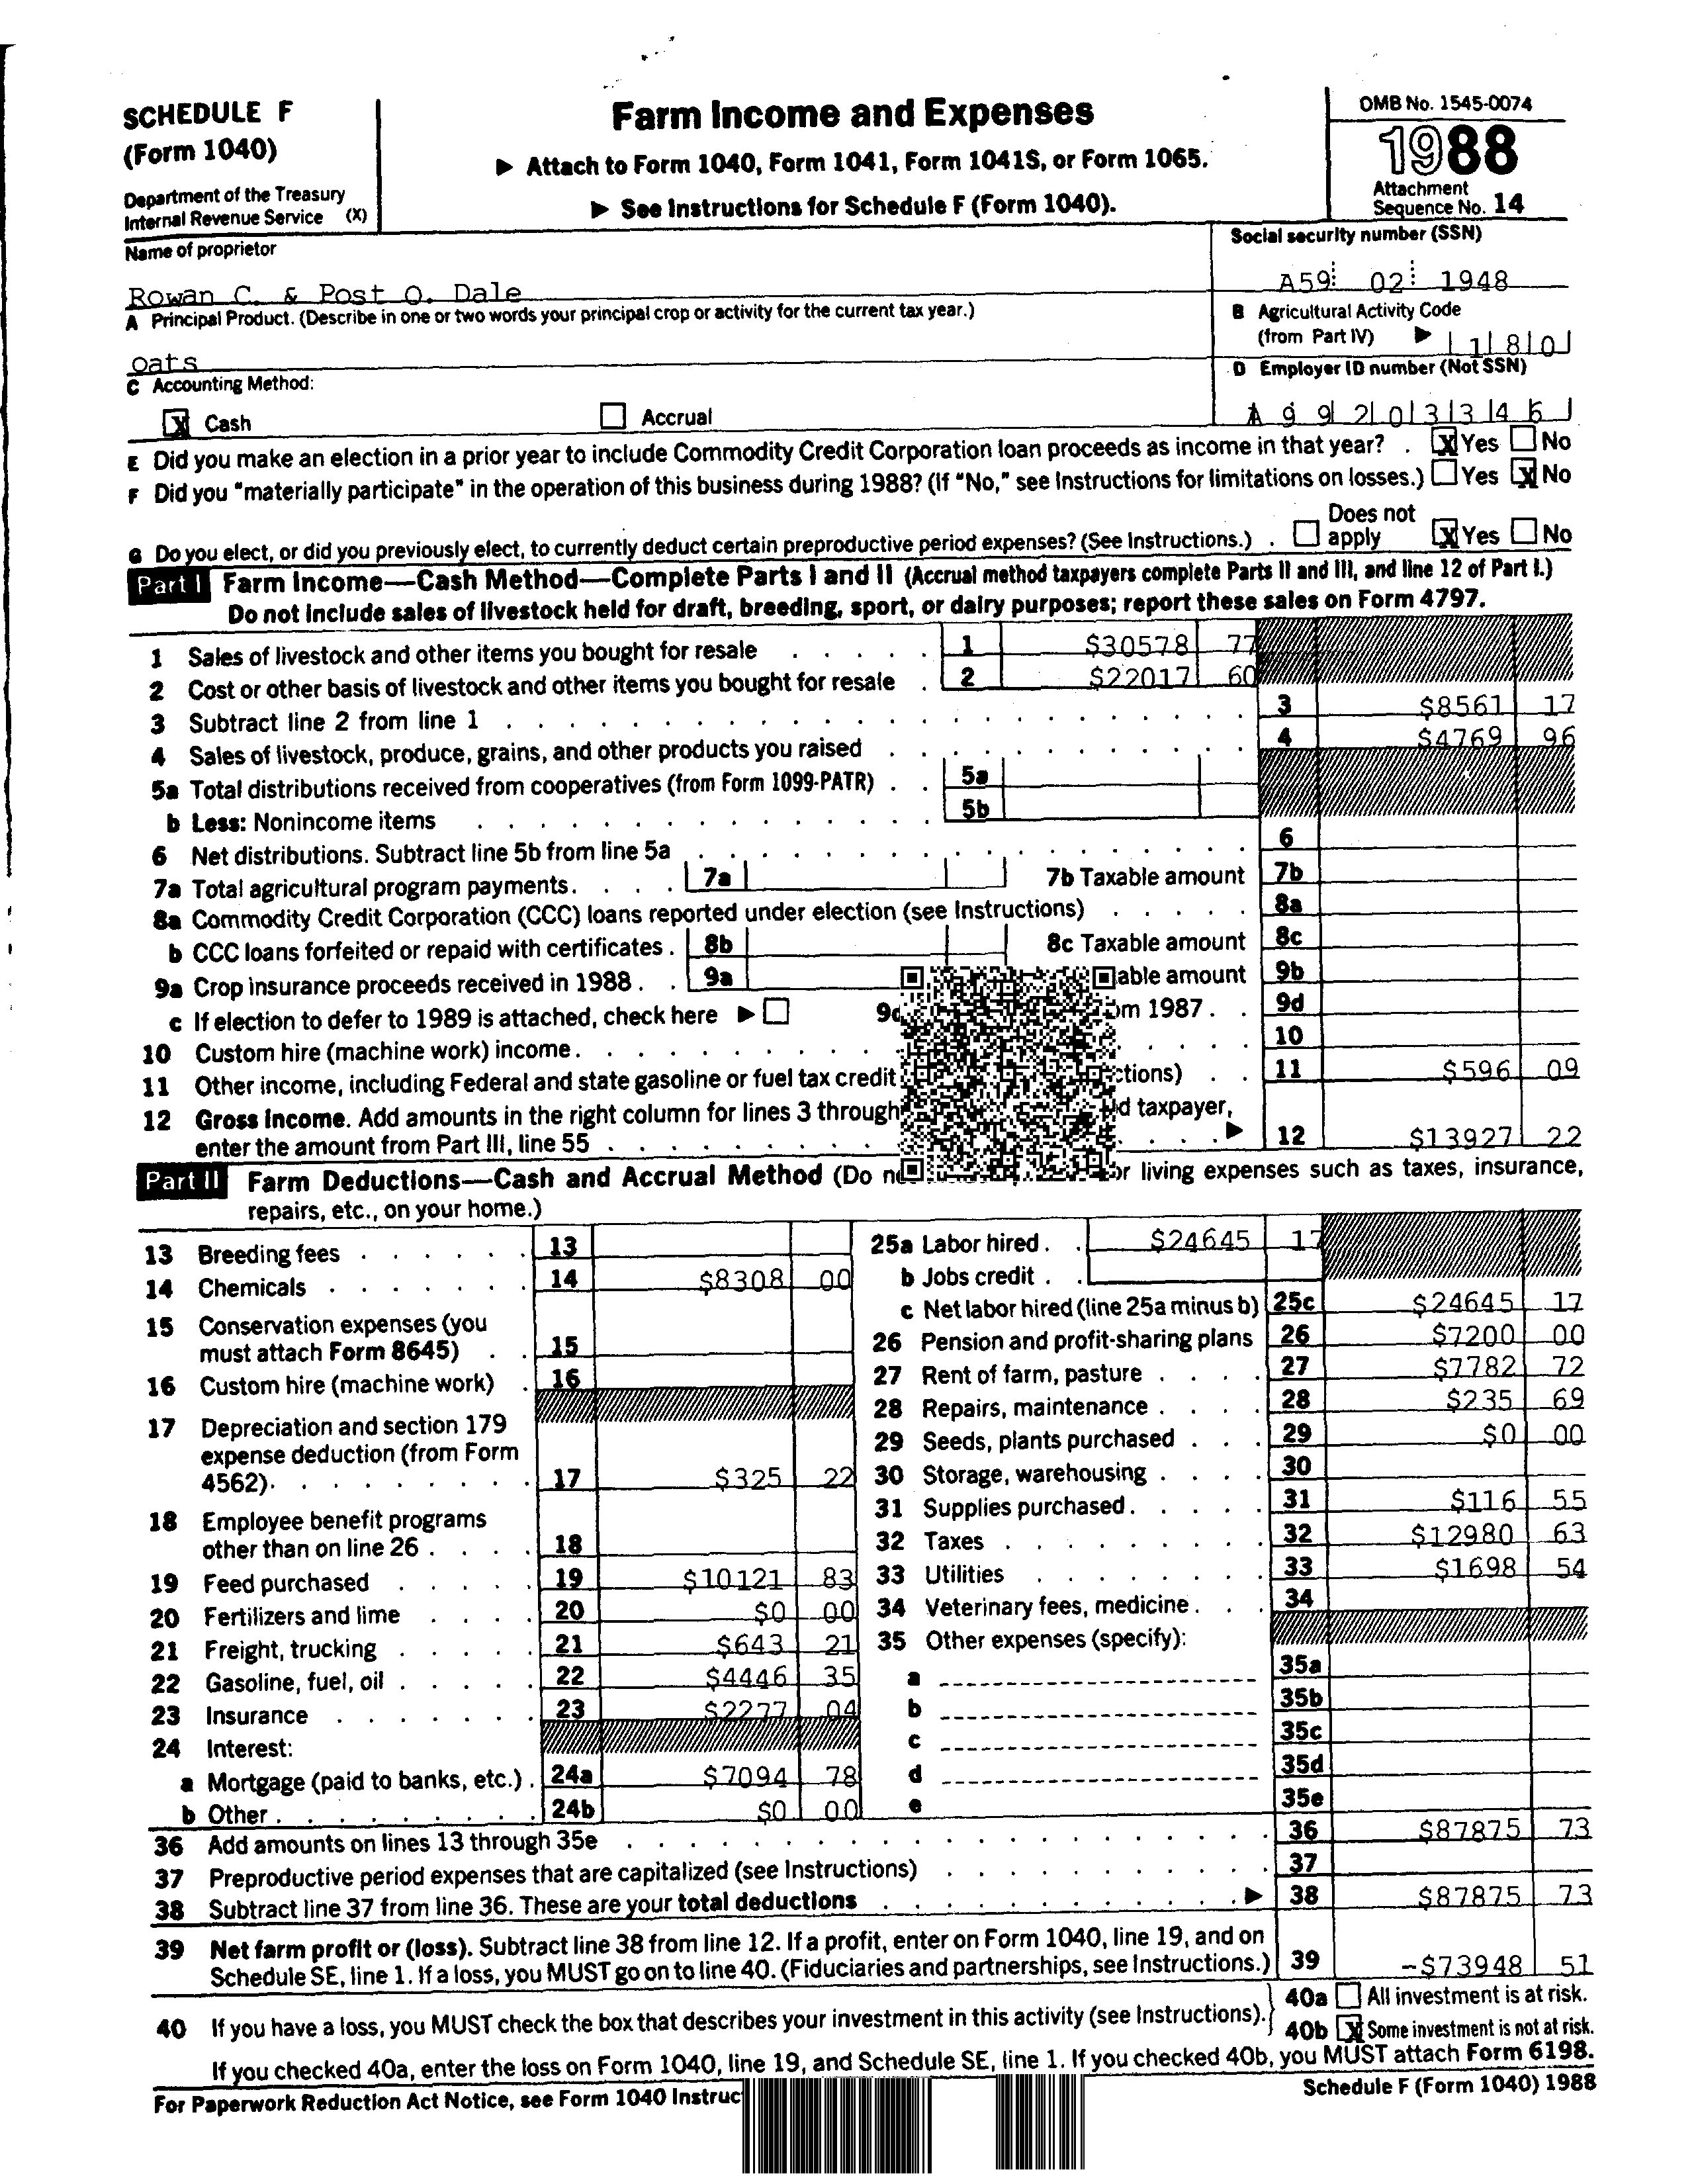 SCHEDULE F
(Form 1040)
Department of the Treasury
Internal Revenue Service (X)
Farm Income and Expenses
▶ Attach to Form 1040, Form 1041, Form 1041S, or Form 1065.
▶ See Instructions for Schedule F (Form 1040).
OMB No. 1545-0074
1988
Attachment
Sequence No. 14
Name of proprietor
Rowan C. & Post O. Dale
Social security number (SSN)
A59 02 1948
A Principal Product. (Describe in one or two words your principal crop or activity for the current tax year.)
oats
B Agricultural Activity Code
(from Part IV) ▶ 1 8 0
C Accounting Method:
X Cash Accrual
D Employer ID number (Not SSN)
A 9 9 2 0 3 3 4 6
E Did you make an election in a prior year to include Commodity Credit Corporation loan proceeds as income in that year? . X Yes No
F Did you "materially participate" in the operation of this business during 1988? (If "No," see Instructions for limitations on losses.) Yes X No
G Do you elect, or did you previously elect, to currently deduct certain preproductive period expenses? (See Instructions.) . Does not apply X Yes No
Part I Farm Income—Cash Method—Complete Parts I and II (Accrual method taxpayers complete Parts II and III, and line 12 of Part I.)
Do not include sales of livestock held for draft, breeding, sport, or dairy purposes; report these sales on Form 4797.
1 Sales of livestock and other items you bought for resale 1 $30578 77
2 Cost or other basis of livestock and other items you bought for resale 2 $22017 60
3 Subtract line 2 from line 1 3 $8561 17
4 Sales of livestock, produce, grains, and other products you raised 4 $4769 96
5a Total distributions received from cooperatives (from Form 1099-PATR) 5a
b Less: Nonincome items 5b
6 Net distributions. Subtract line 5b from line 5a 6
7a Total agricultural program payments. 7a 7b Taxable amount 7b
8a Commodity Credit Corporation (CCC) loans reported under election (see Instructions) 8a
b CCC loans forfeited or repaid with certificates. 8b 8c Taxable amount 8c
9a Crop insurance proceeds received in 1988. 9a able amount 9b
c If election to defer to 1989 is attached, check here ▶ 1987. 9d
10 Custom hire (machine work) income. 10
11 Other income, including Federal and state gasoline or fuel tax credit ctions) 11 $596 09
12 Gross Income. Add amounts in the right column for lines 3 through taxpayer,
enter the amount from Part III, line 55 ▶ 12 $13927 22
Part II Farm Deductions—Cash and Accrual Method (Do living expenses such as taxes, insurance,
repairs, etc., on your home.)
13 Breeding fees 13
14 Chemicals 14 $8308 00
15 Conservation expenses (you
must attach Form 8645) 15
16 Custom hire (machine work) 16
17 Depreciation and section 179
expense deduction (from Form
4562). 17 $325 22
18 Employee benefit programs
other than on line 26 18
19 Feed purchased 19 $10121 83
20 Fertilizers and lime 20 $0 00
21 Freight, trucking 21 $643 21
22 Gasoline, fuel, oil 22 $4446 35
23 Insurance 23 $2277 04
24 Interest:
a Mortgage (paid to banks, etc.) 24a $7094 78
b Other 24b $0 00
25a Labor hired. $24645 17
b Jobs credit
c Net labor hired (line 25a minus b) 25c $24645 17
26 Pension and profit-sharing plans 26 $7200 00
27 Rent of farm, pasture 27 $7782 72
28 Repairs, maintenance 28 $235 69
29 Seeds, plants purchased 29 $0 00
30 Storage, warehousing 30
31 Supplies purchased. 31 $116 55
32 Taxes 32 $12980 63
33 Utilities 33 $1698 54
34 Veterinary fees, medicine. 34
35 Other expenses (specify):
a 35a
b 35b
c 35c
d 35d
e 35e
36 Add amounts on lines 13 through 35e 36 $87875 73
37 Preproductive period expenses that are capitalized (see Instructions) 37
38 Subtract line 37 from line 36. These are your total deductions ▶ 38 $87875 73
39 Net farm profit or (loss). Subtract line 38 from line 12. If a profit, enter on Form 1040, line 19, and on
Schedule SE, line 1. If a loss, you MUST go on to line 40. (Fiduciaries and partnerships, see Instructions.) 39 -$73948 51
40 If you have a loss, you MUST check the box that describes your investment in this activity (see Instructions).
40a All investment is at risk.
40b X Some investment is not at risk.
If you checked 40a, enter the loss on Form 1040, line 19, and Schedule SE, line 1. If you checked 40b, you MUST attach Form 6198.
For Paperwork Reduction Act Notice, see Form 1040 Instruc
Schedule F (Form 1040) 1988